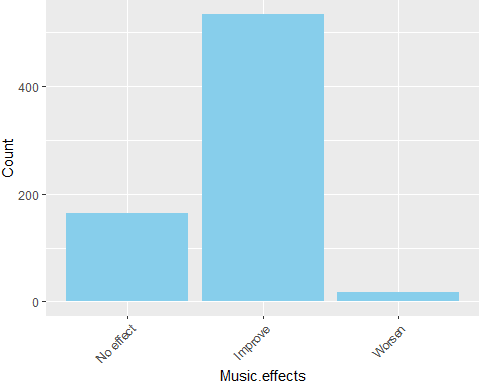 Count
400
200
0
No effect
Improve
Worsen
Music.effects